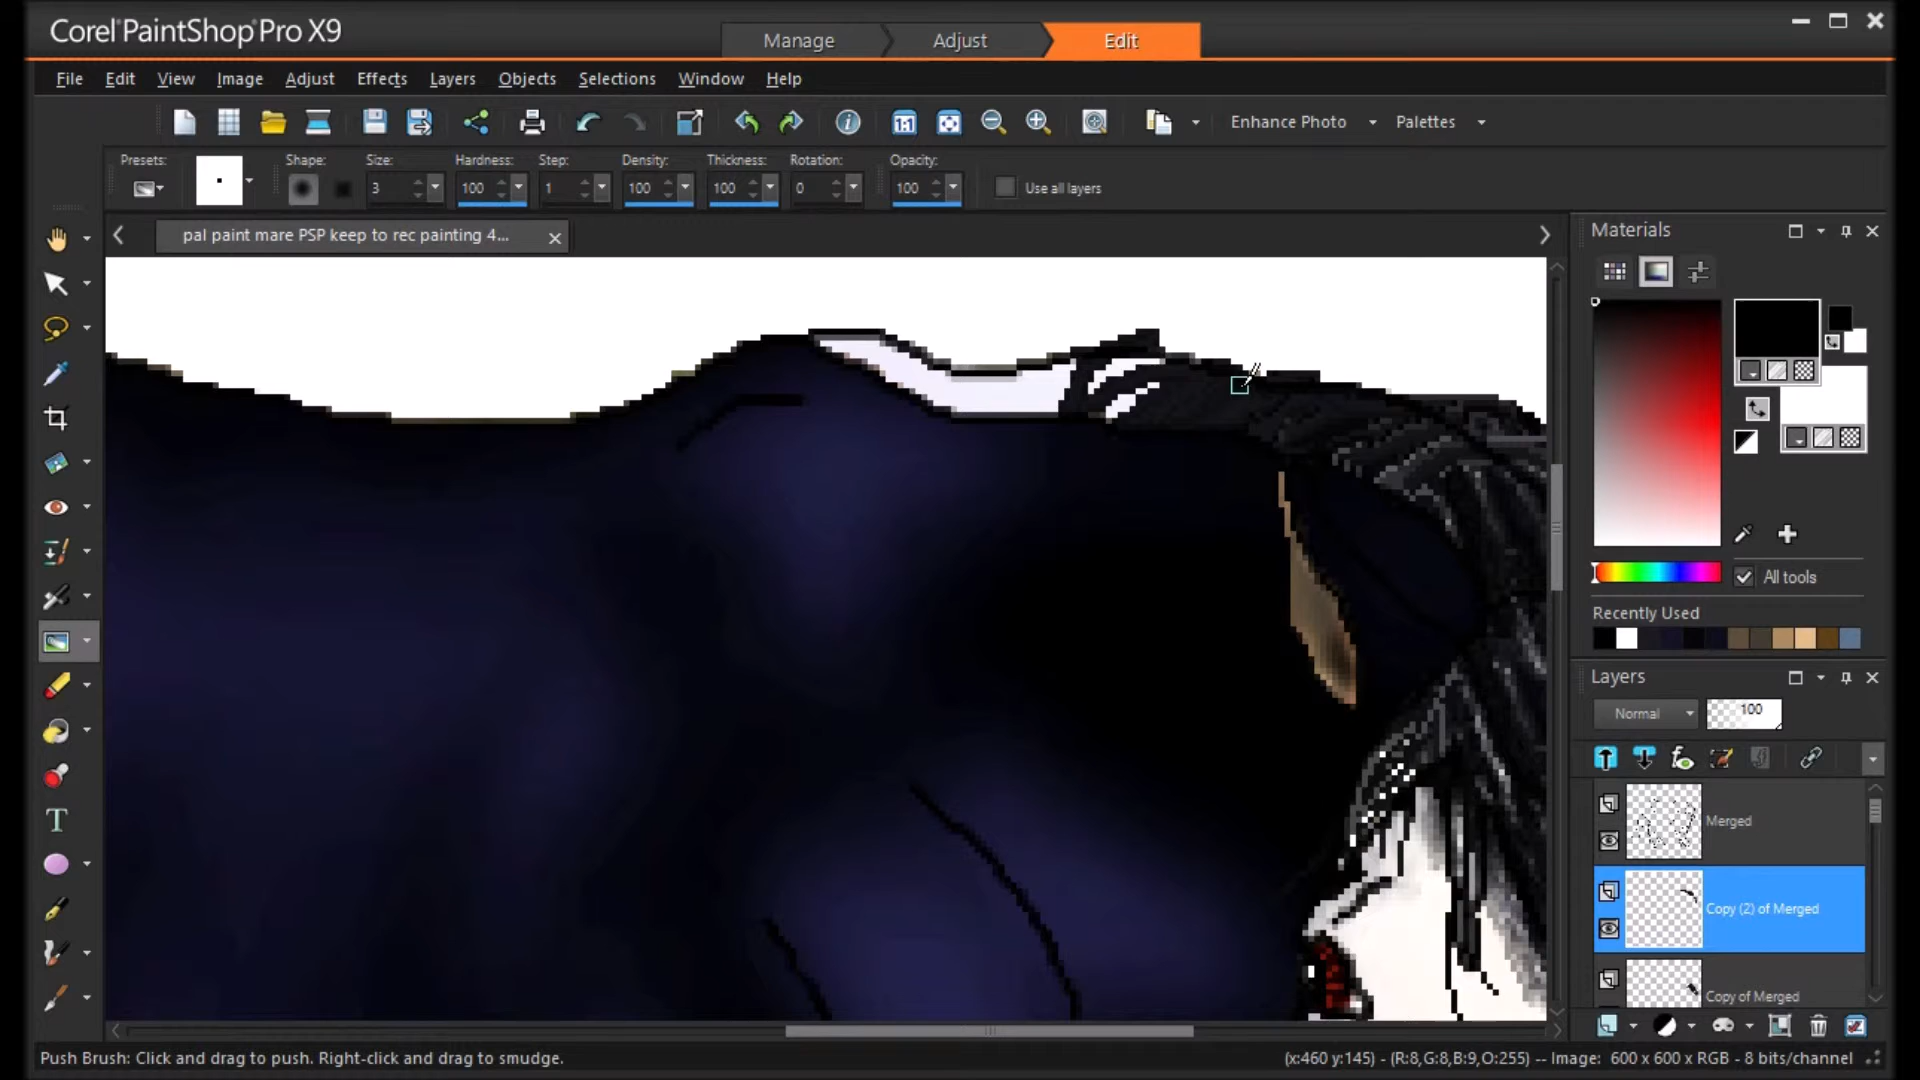 Corel PaintShop Pro X9
Manage Adjust Edit
File Edit View Image Adjust Effects Layers Objects Selections Window Help
1:1 Enhance Photo Palettes
Presets: Shape: Size: Hardness: Step: Density: Thickness: Rotation: Opacity:
3 100 1 100 100 0 100 Use all layers
pal paint mare PSP keep to rec painting 4...
Materials
All tools
Recently Used
Layers
Normal 100
Merged
Copy (2) of Merged
Copy of Merged
Push Brush: Click and drag to push. Right-click and drag to smudge. (x:460 y:145) - (R:8,G:8,B:9,O:255) -- Image: 600 x 600 x RGB - 8 bits/channel